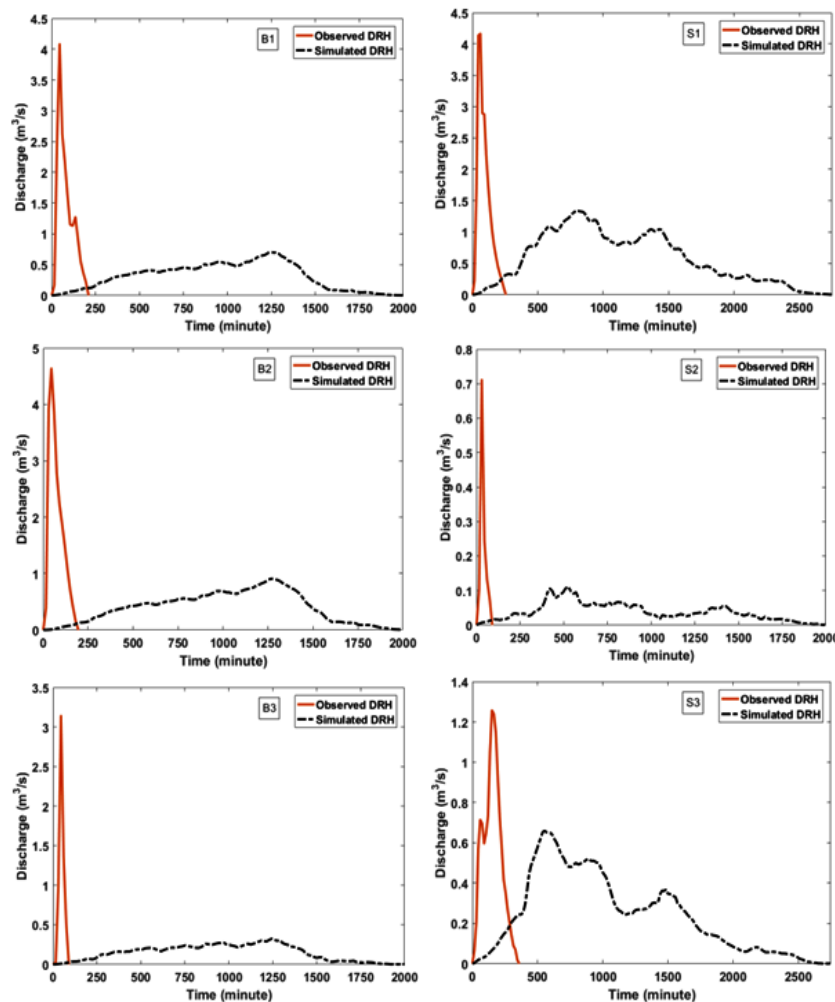 4.5
4
3.5
3
2.5
2
1.5
1
0.5
0
Discharge (m³/s)
B1
Observed DRH
Simulated DRH
0 250 500 750 1000 1250 1500 1750 2000
Time (minute)
4.5
4
3.5
3
2.5
2
1.5
1
0.5
0
Discharge (m³/s)
S1
Observed DRH
Simulated DRH
0 500 1000 1500 2000 2500
Time (minute)
5
4
3
2
1
0
Discharge (m³/s)
B2
Observed DRH
Simulated DRH
0 250 500 750 1000 1250 1500 1750 2000
Time (minute)
0.8
0.7
0.6
0.5
0.4
0.3
0.2
0.1
0
Discharge (m³/s)
S2
Observed DRH
Simulated DRH
0 250 500 750 1000 1250 1500 1750 2000
Time (minute)
3.5
3
2.5
2
1.5
1
0.5
0
Discharge (m³/s)
B3
Observed DRH
Simulated DRH
0 250 500 750 1000 1250 1500 1750 2000
Time (minute)
1.4
1.2
1
0.8
0.6
0.4
0.2
0
Discharge (m³/s)
S3
Observed DRH
Simulated DRH
0 500 1000 1500 2000 2500
Time (minute)